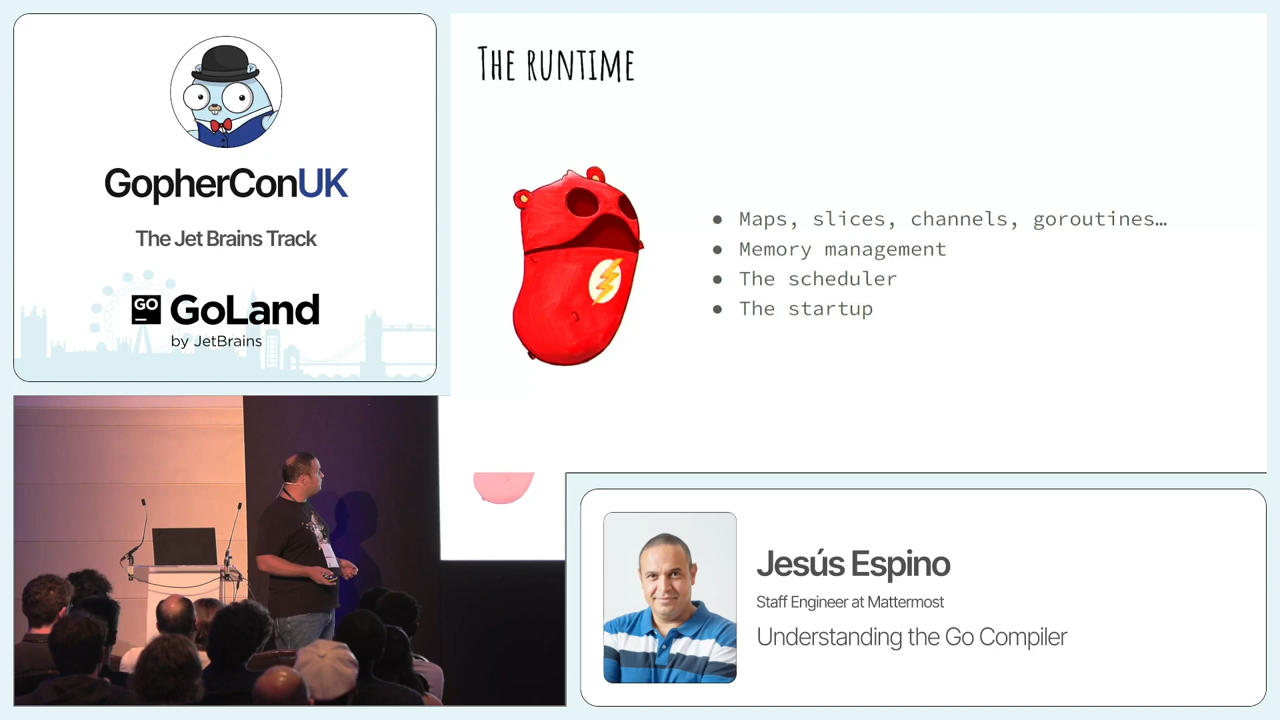 GopherConUK
The Jet Brains Track
GO
GoLand
by JetBrains
The runtime
● Maps, slices, channels, goroutines…
● Memory management
● The scheduler
● The startup
Jesús Espino
Staff Engineer at Mattermost
Understanding the Go Compiler